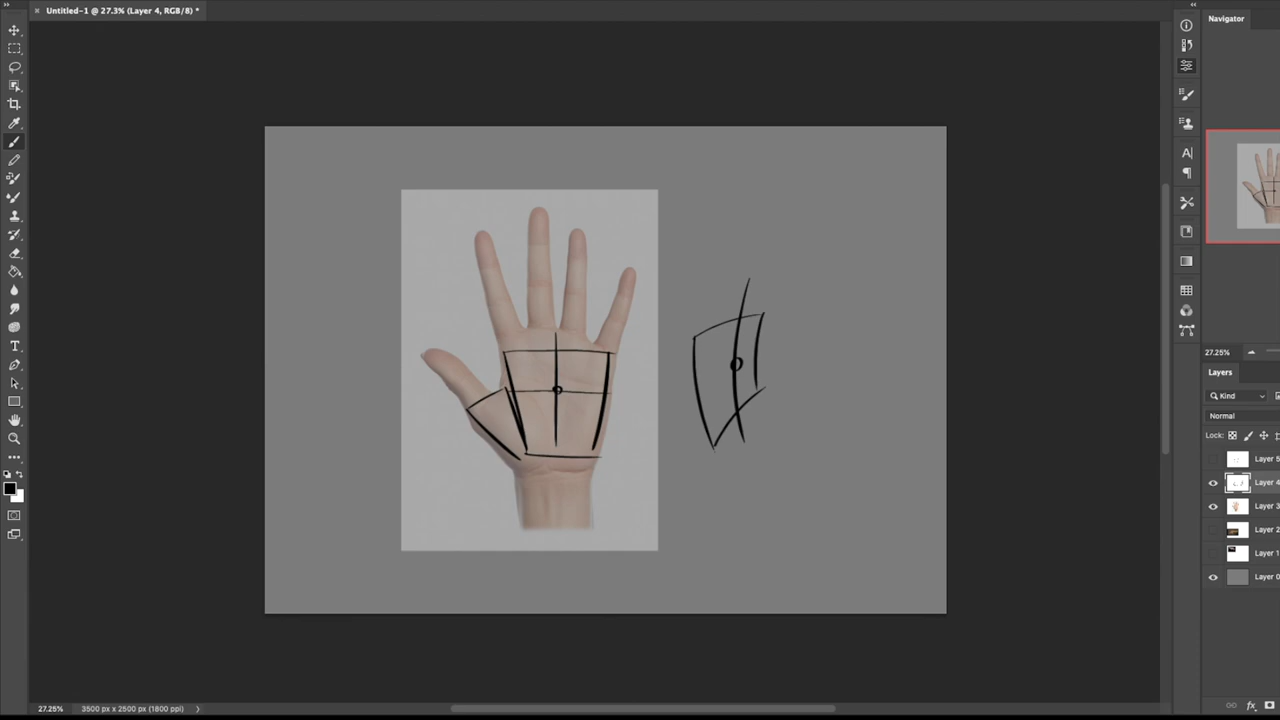 Untitled-1 @ 27.3% (Layer 4, RGB/8) *
Navigator
27.25%
Layers
Kind
Normal
Lock:
Layer 5
Layer 4
Layer 3
Layer 2
Layer 1
Layer 0
fx
27.25%
3500 px x 2500 px (1800 ppi)